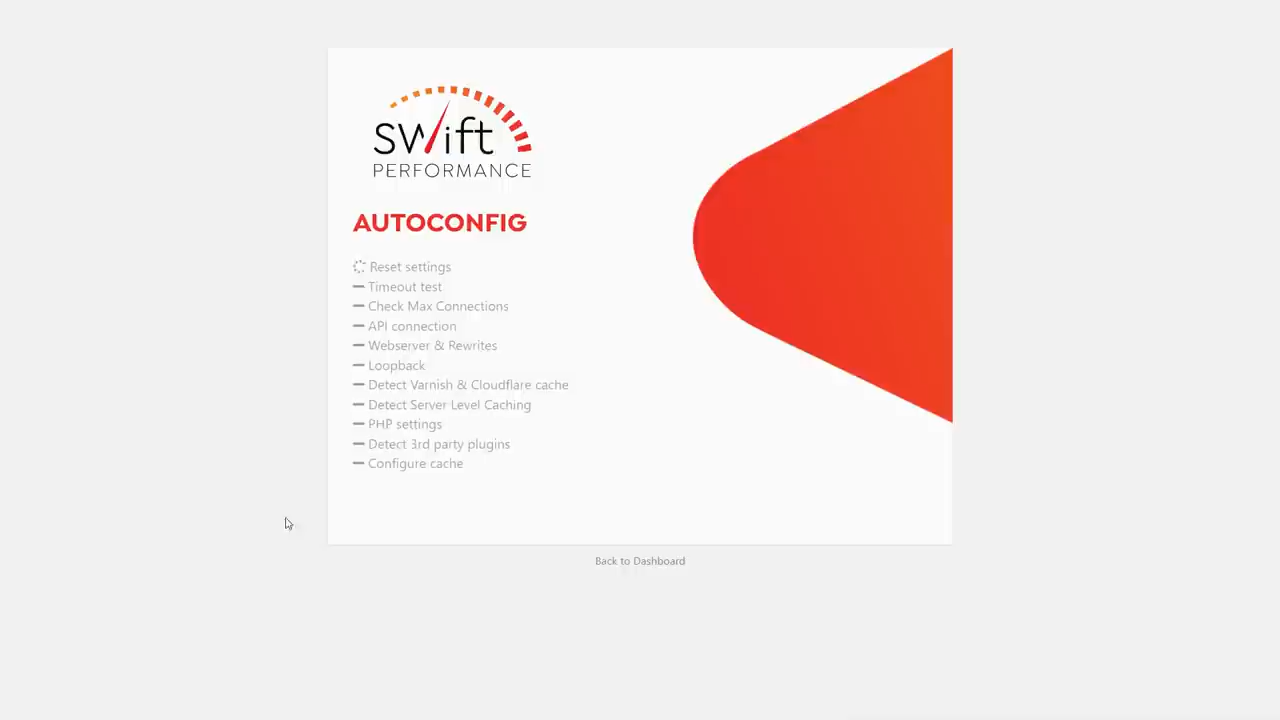 swift
PERFORMANCE
AUTOCONFIG
Reset settings
Timeout test
Check Max Connections
API connection
Webserver & Rewrites
Loopback
Detect Varnish & Cloudflare cache
Detect Server Level Caching
PHP settings
Detect 3rd party plugins
Configure cache
Back to Dashboard